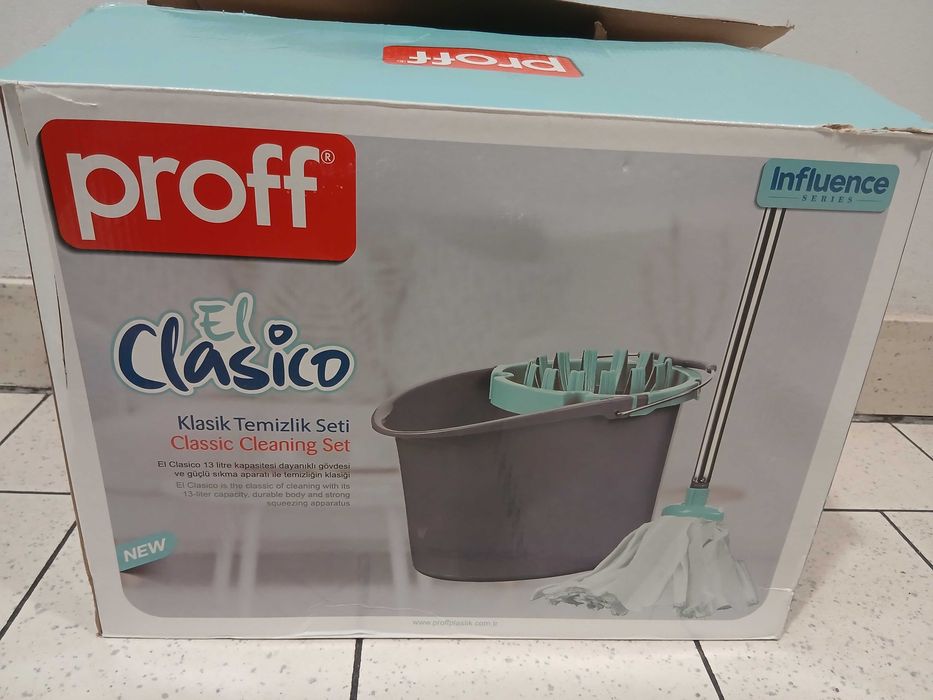 proff
proff®
Influence
SERIES
El
Clasico
Klasik Temizlik Seti
Classic Cleaning Set
El Clasico 13 litre kapasitesi dayanıklı gövdesi
ve güçlü sıkma aparatı ile temizliğin klasiği
El Clasico is the classic of cleaning with its
13-liter capacity, durable body and strong
squeezing apparatus
NEW
www.proffplastik.com.tr